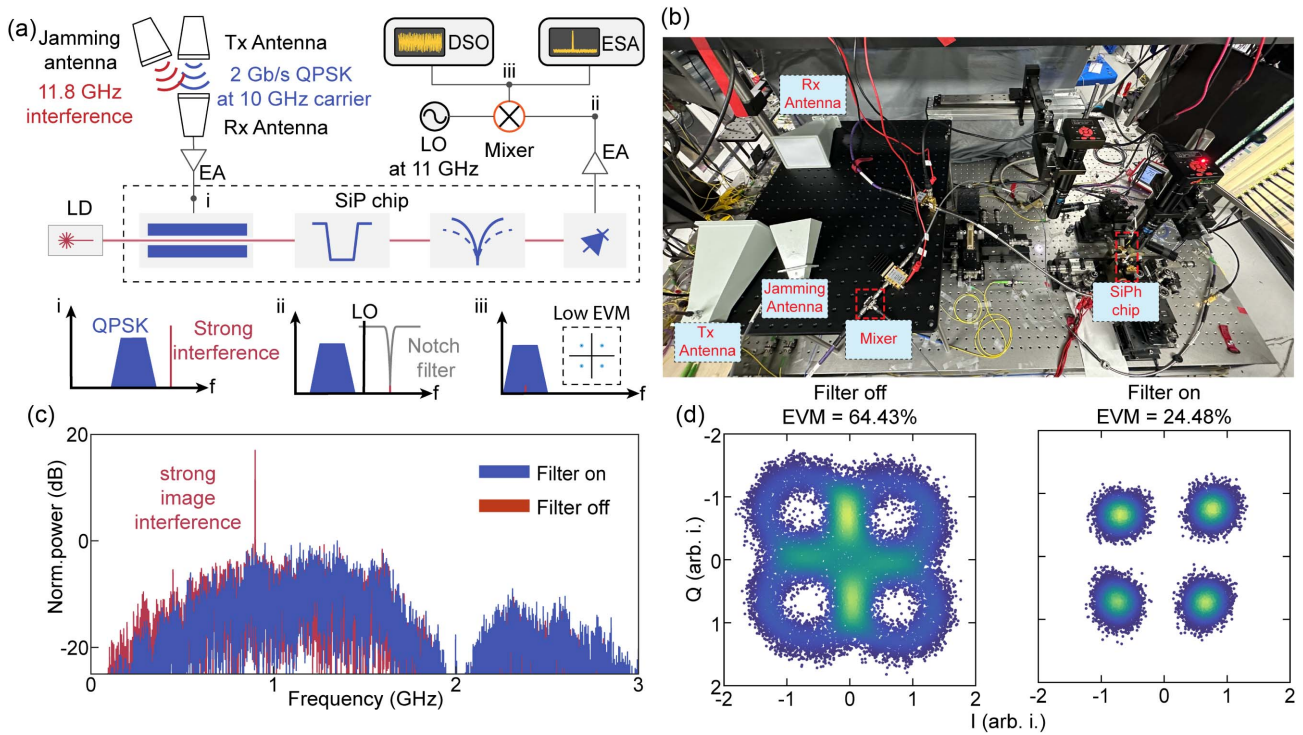 (a)
Jamming
antenna
11.8 GHz
interference
Tx Antenna
2 Gb/s QPSK
at 10 GHz carrier
Rx Antenna
EA
i
DSO
ESA
iii
ii
LO
at 11 GHz
Mixer
EA
LD
SiP chip
i
QPSK
Strong
interference
f
ii
LO
Notch
filter
f
iii
Low EVM
f
(b)
Rx
Antenna
Jamming
Antenna
Tx
Antenna
Mixer
SiPh
chip
(c)
20
0
-20
Norm.power (dB)
strong
image
interference
Filter on
Filter off
0
1
2
3
Frequency (GHz)
(d)
Filter off
EVM = 64.43%
Filter on
EVM = 24.48%
-2
-1
0
1
2
Q (arb. i.)
-2
-1
0
1
2
-2
-1
0
1
2
I (arb. i.)